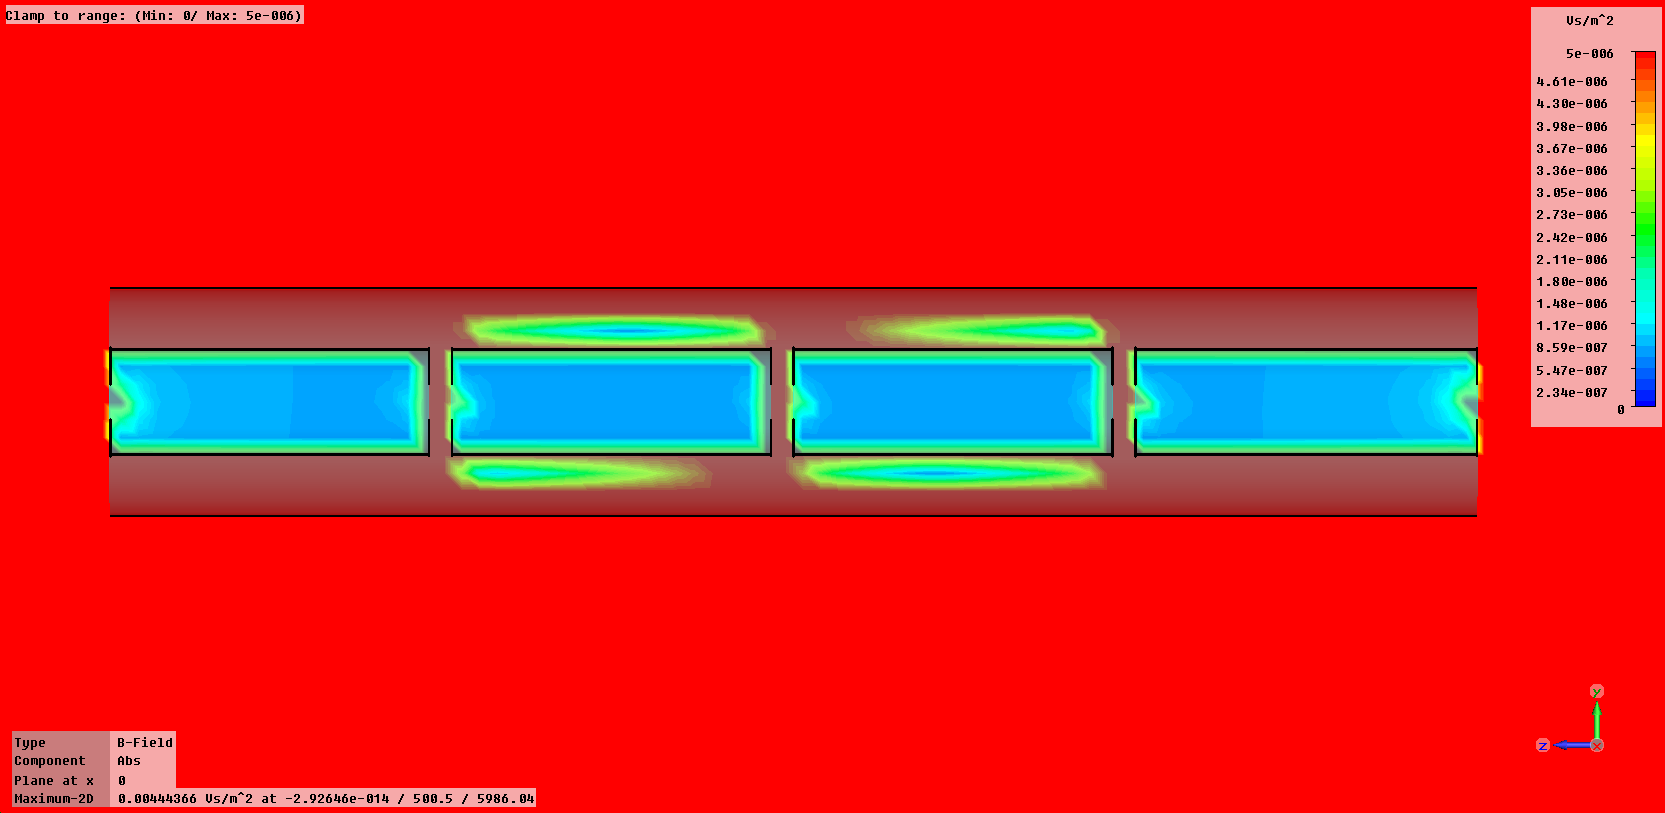 Clamp to range: (Min: 0/ Max: 5e-006)
Vs/m^2
5e-006
4.61e-006
4.30e-006
3.98e-006
3.67e-006
3.36e-006
3.05e-006
2.73e-006
2.42e-006
2.11e-006
1.80e-006
1.48e-006
1.17e-006
8.59e-007
5.47e-007
2.34e-007
0
y
z x
Type B-Field
Component Abs
Plane at x 0
Maximum-2D 0.00444366 Vs/m^2 at -2.92646e-014 / 500.5 / 5986.04